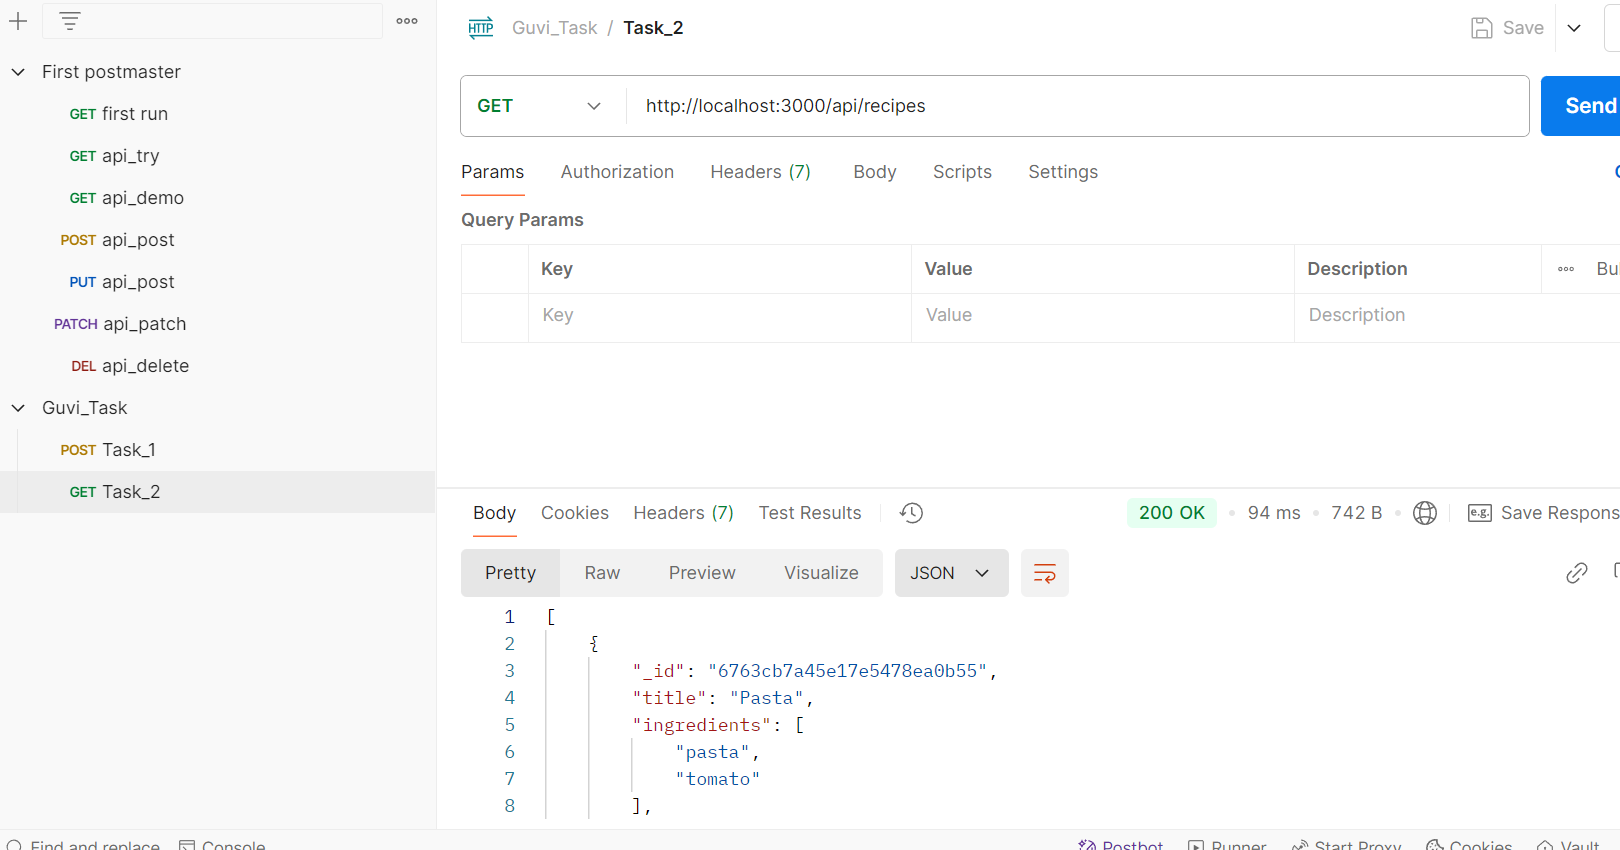 Guvi_Task / Task_2
Save
First postmaster
GET first run
GET api_try
GET api_demo
POST api_post
PUT api_post
PATCH api_patch
DEL api_delete
Guvi_Task
POST Task_1
GET Task_2
HTTP
GET http://localhost:3000/api/recipes
Send
Params Authorization Headers (7) Body Scripts Settings
Query Params
Key Value Description
Key Value Description
Body Cookies Headers (7) Test Results
200 OK • 94 ms • 742 B • e.g. Save Respons
Pretty Raw Preview Visualize JSON
1 [
2 {
3 "_id": "6763cb7a45e17e5478ea0b55",
4 "title": "Pasta",
5 "ingredients": [
6 "pasta",
7 "tomato"
8 ],
Find and replace Console Postbot Runner Start Proxy Cookies Vault